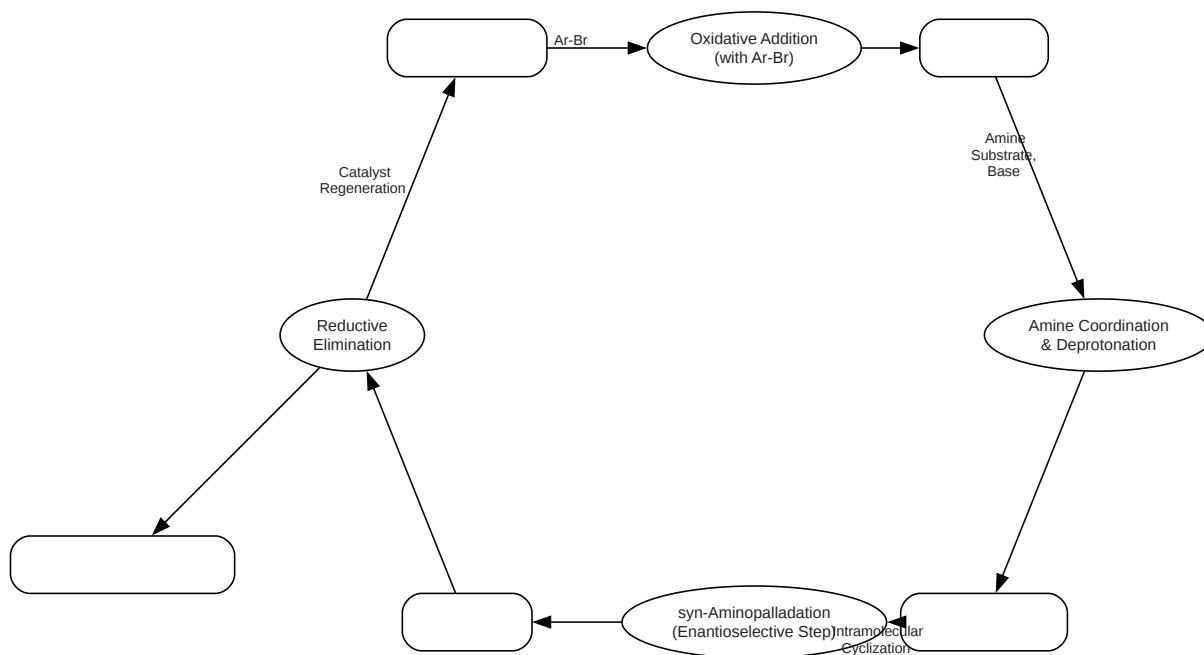 Ar-Br
Oxidative Addition
(with Ar-Br)
Amine
Substrate,
Base
Catalyst
Regeneration
Reductive
Elimination
Amine Coordination
& Deprotonation
syn-Aminopalladation
(Enantioselective Step)
Intramolecular
Cyclization